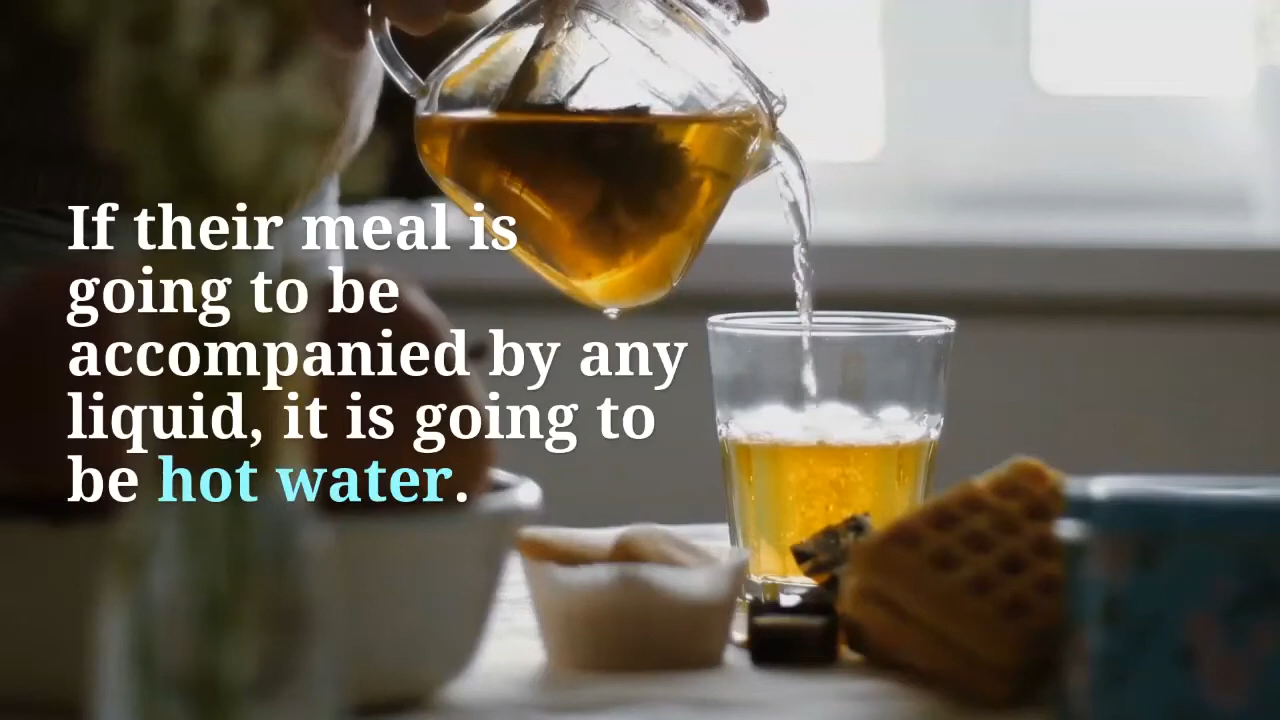 If their meal is
going to be
accompanied by any
liquid, it is going to
be hot water.